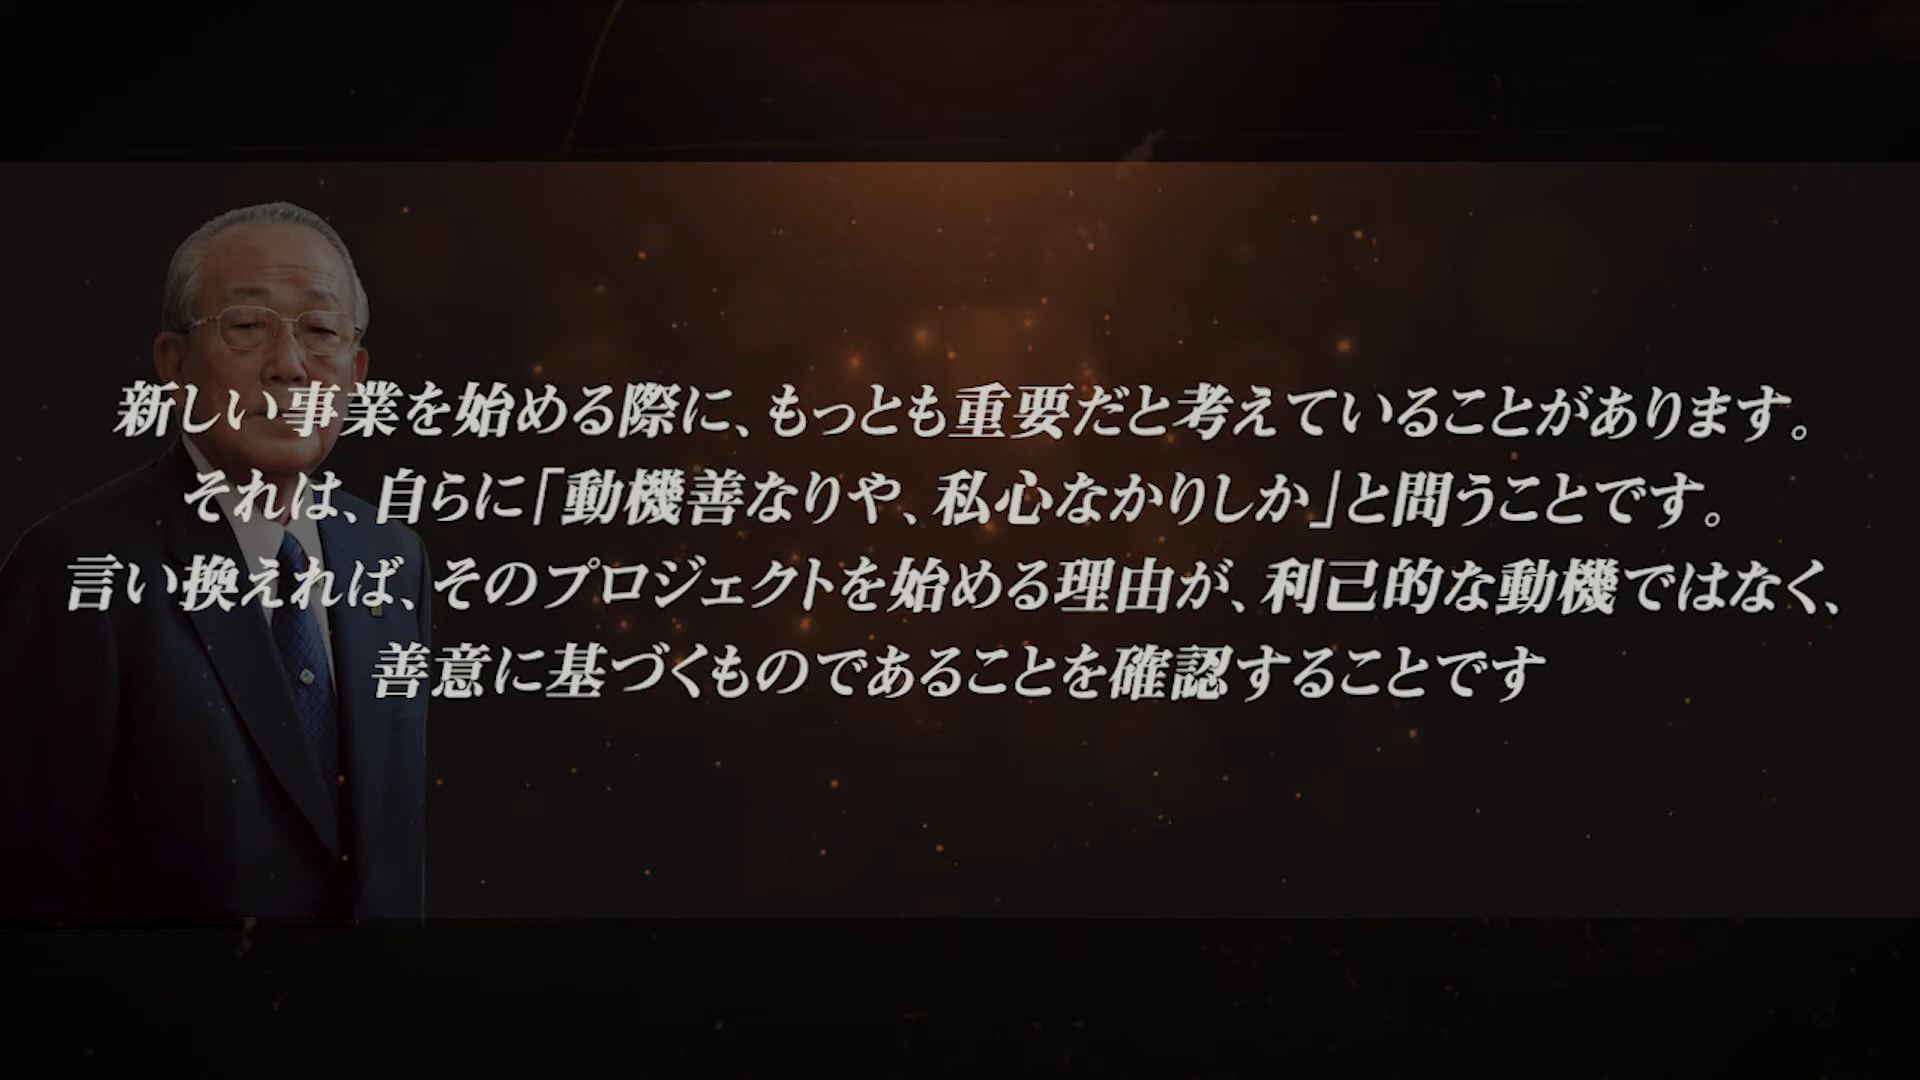 新しい事業を始める際に、もっとも重要だと考えていることがあります。
それは、自らに「動機善なりや、私心なかりしか」と問うことです。
言い換えれば、そのプロジェクトを始める理由が、利己的な動機ではなく、
善意に基づくものであることを確認することです